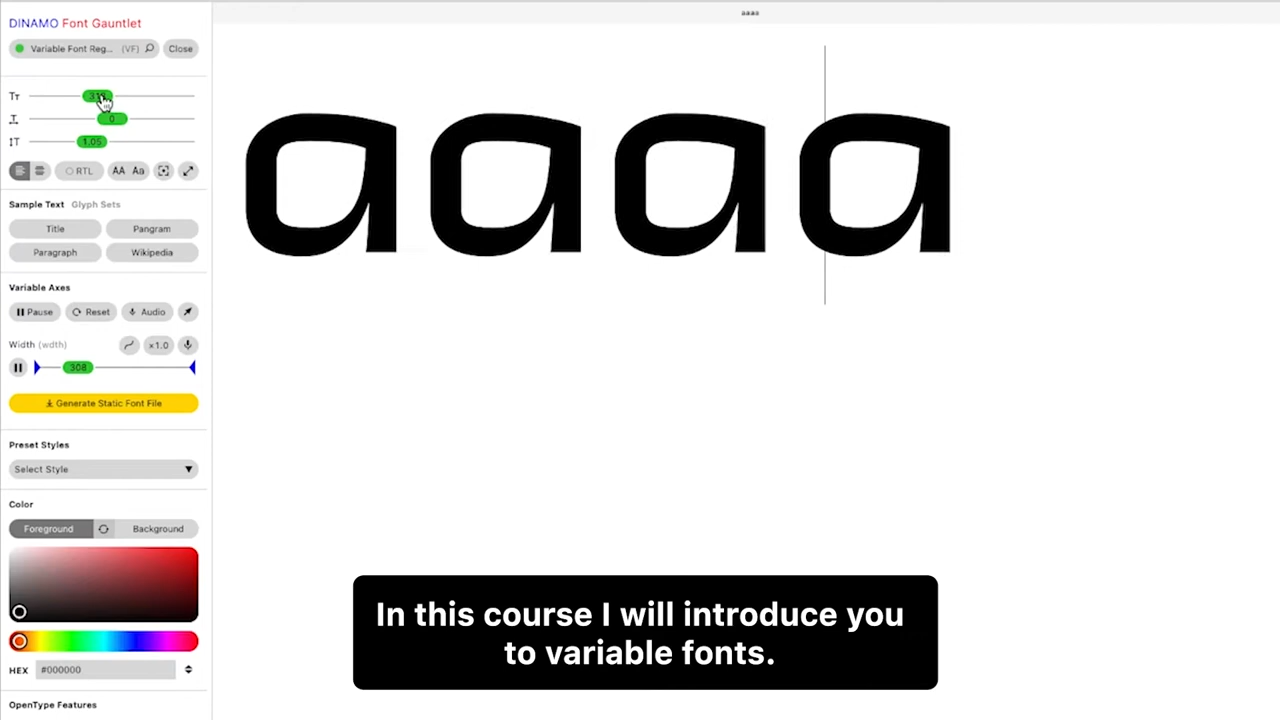 aaaa
DINAMO Font Gauntlet
Variable Font Reg... (VF)
Close
0
1.05
RTL
AA Aa
Sample Text Glyph Sets
Title
Pangram
Paragraph
Wikipedia
Variable Axes
Pause
Reset
Audio
Width (wdth)
×1.0
308
Generate Static Font File
Preset Styles
Select Style
Color
Foreground
Background
HEX #000000
OpenType Features
aaaa
In this course I will introduce you
to variable fonts.